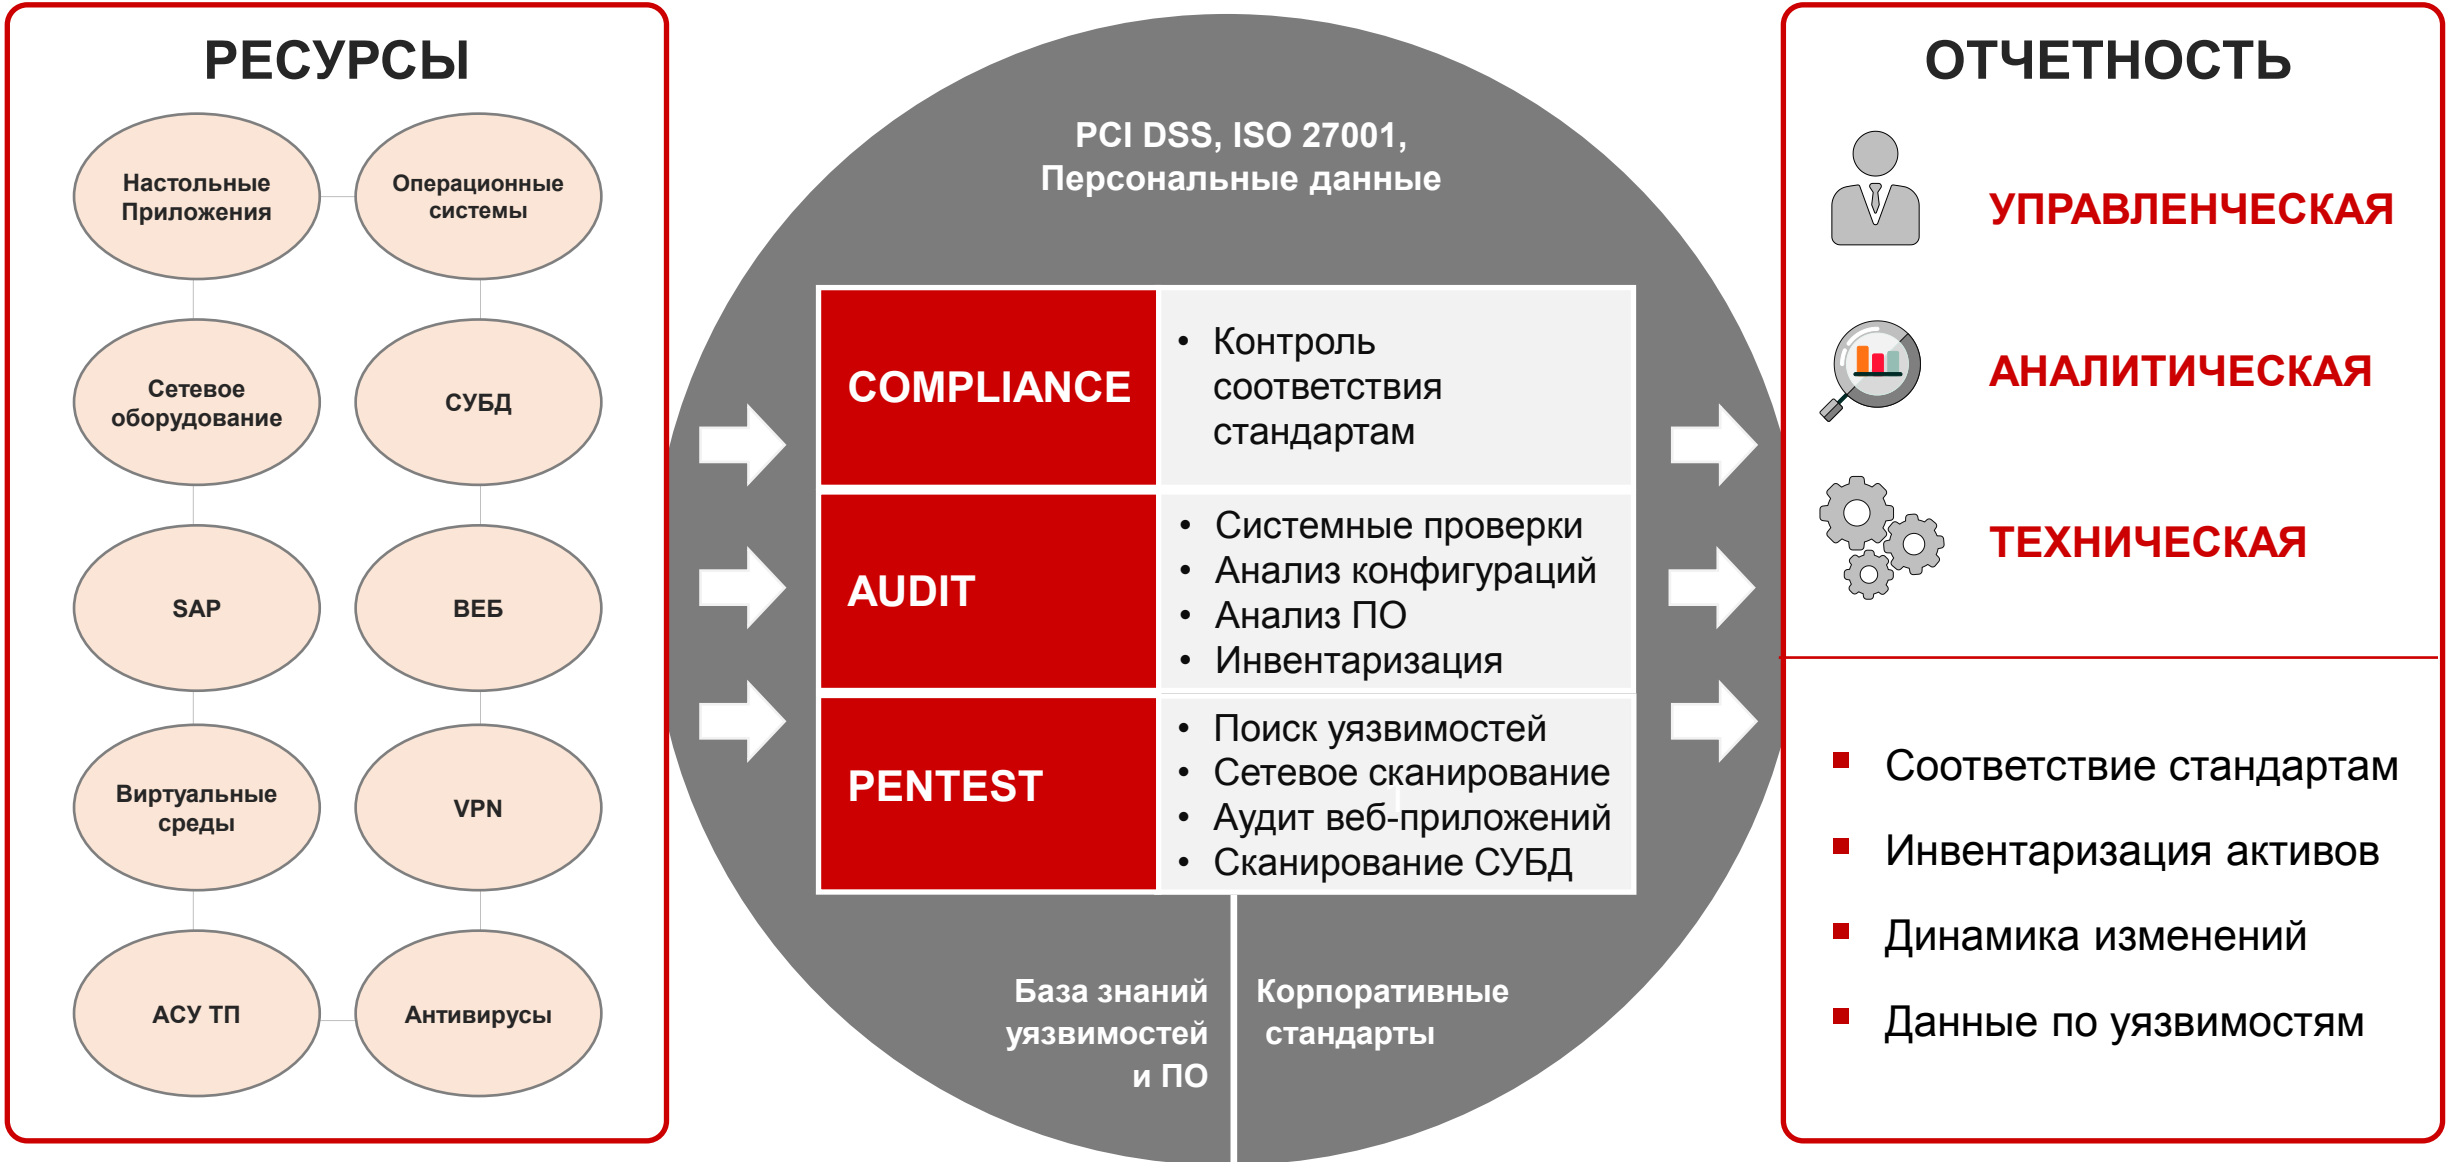 РЕСУРСЫ
Настольные
Приложения
Операционные
системы
Сетевое
оборудование
СУБД
SAP
ВЕБ
Виртуальные
среды
VPN
АСУ ТП
Антивирусы
PCI DSS, ISO 27001,
Персональные данные
COMPLIANCE
• Контроль
соответствия
стандартам
AUDIT
• Системные проверки
• Анализ конфигураций
• Анализ ПО
• Инвентаризация
PENTEST
• Поиск уязвимостей
• Сетевое сканирование
• Аудит веб-приложений
• Сканирование СУБД
База знаний
уязвимостей
и ПО
Корпоративные
стандарты
ОТЧЕТНОСТЬ
УПРАВЛЕНЧЕСКАЯ
АНАЛИТИЧЕСКАЯ
ТЕХНИЧЕСКАЯ
▪ Соответствие стандартам
▪ Инвентаризация активов
▪ Динамика изменений
▪ Данные по уязвимостям